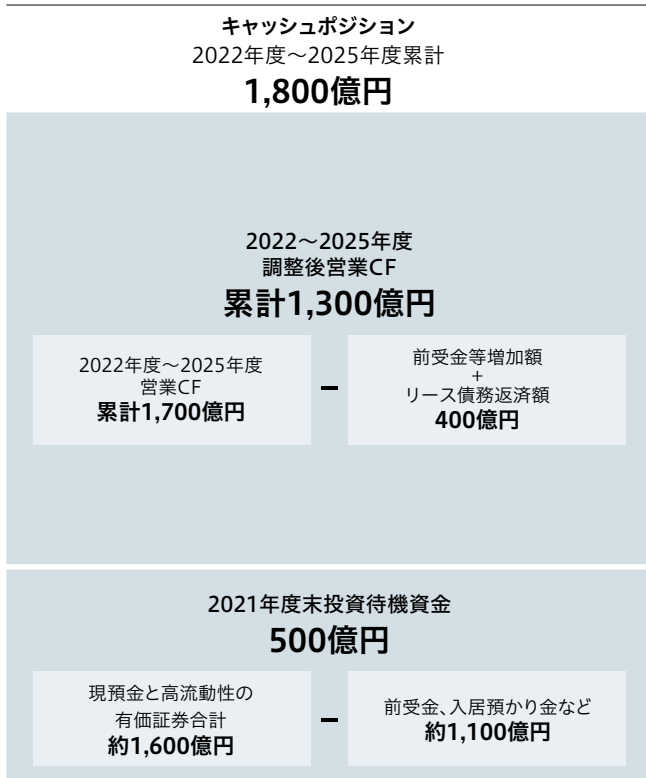 キャッシュポジション
2022年度～2025年度累計
1,800億円
2022～2025年度
調整後営業CF
累計1,300億円
2022年度～2025年度
営業CF
累計1,700億円
−
前受金等増加額
+
リース債務返済額
400億円
2021年度末投資待機資金
500億円
現預金と高流動性の
有価証券合計
約1,600億円
−
前受金、入居預かり金など
約1,100億円